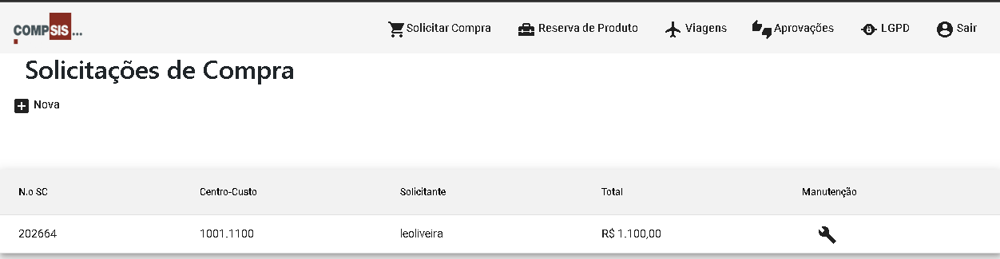 COMPSIS...
Solicitar Compra Reserva de Produto Viagens Aprovações LGPD Sair
Solicitações de Compra
Nova
N.o SC Centro-Custo Solicitante Total Manutenção
202664 1001.1100 leoliveira R$ 1.100,00